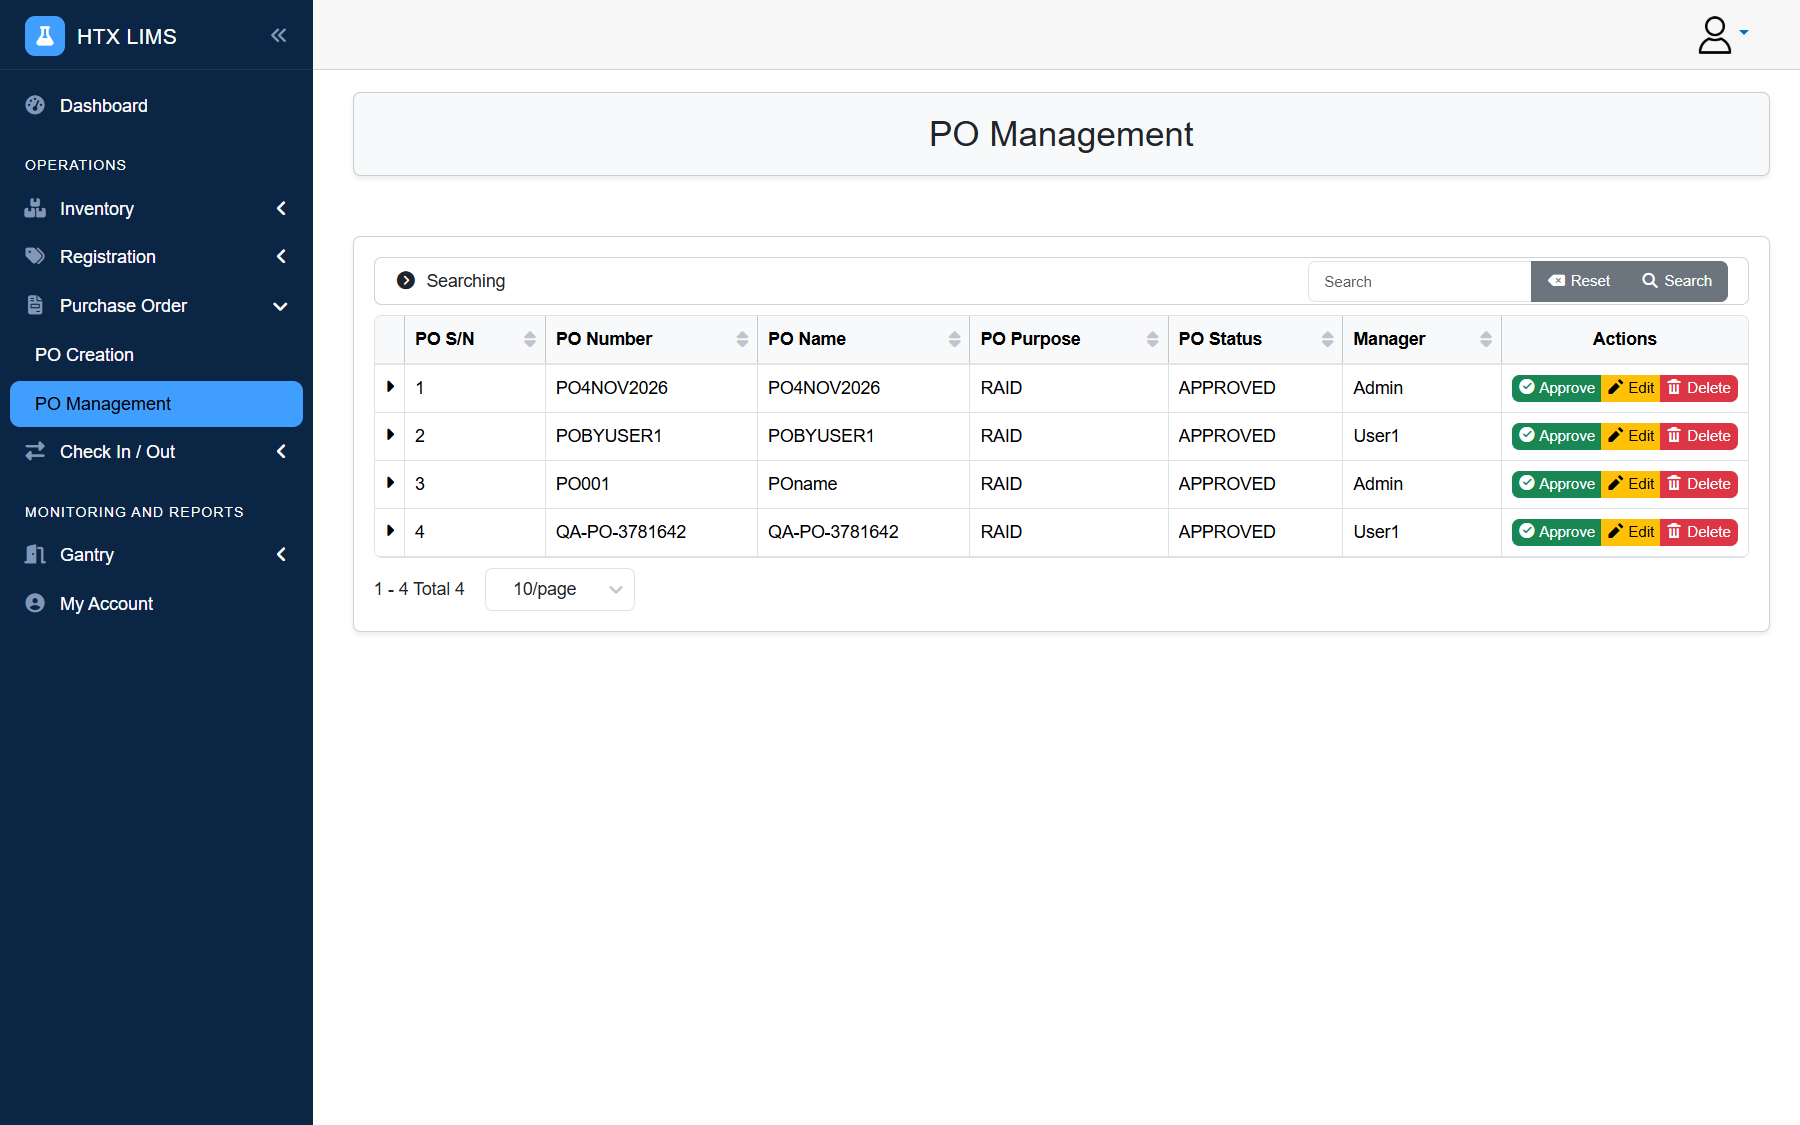 HTX LIMS
Dashboard
OPERATIONS
Inventory
Registration
Purchase Order
PO Creation
PO Management
Check In / Out
MONITORING AND REPORTS
Gantry
My Account
PO Management
Searching
Search Reset Search
PO S/N PO Number PO Name PO Purpose PO Status Manager Actions
1 PO4NOV2026 PO4NOV2026 RAID APPROVED Admin Approve Edit Delete
2 POBYUSER1 POBYUSER1 RAID APPROVED User1 Approve Edit Delete
3 PO001 POname RAID APPROVED Admin Approve Edit Delete
4 QA-PO-3781642 QA-PO-3781642 RAID APPROVED User1 Approve Edit Delete
1 - 4 Total 4 10/page